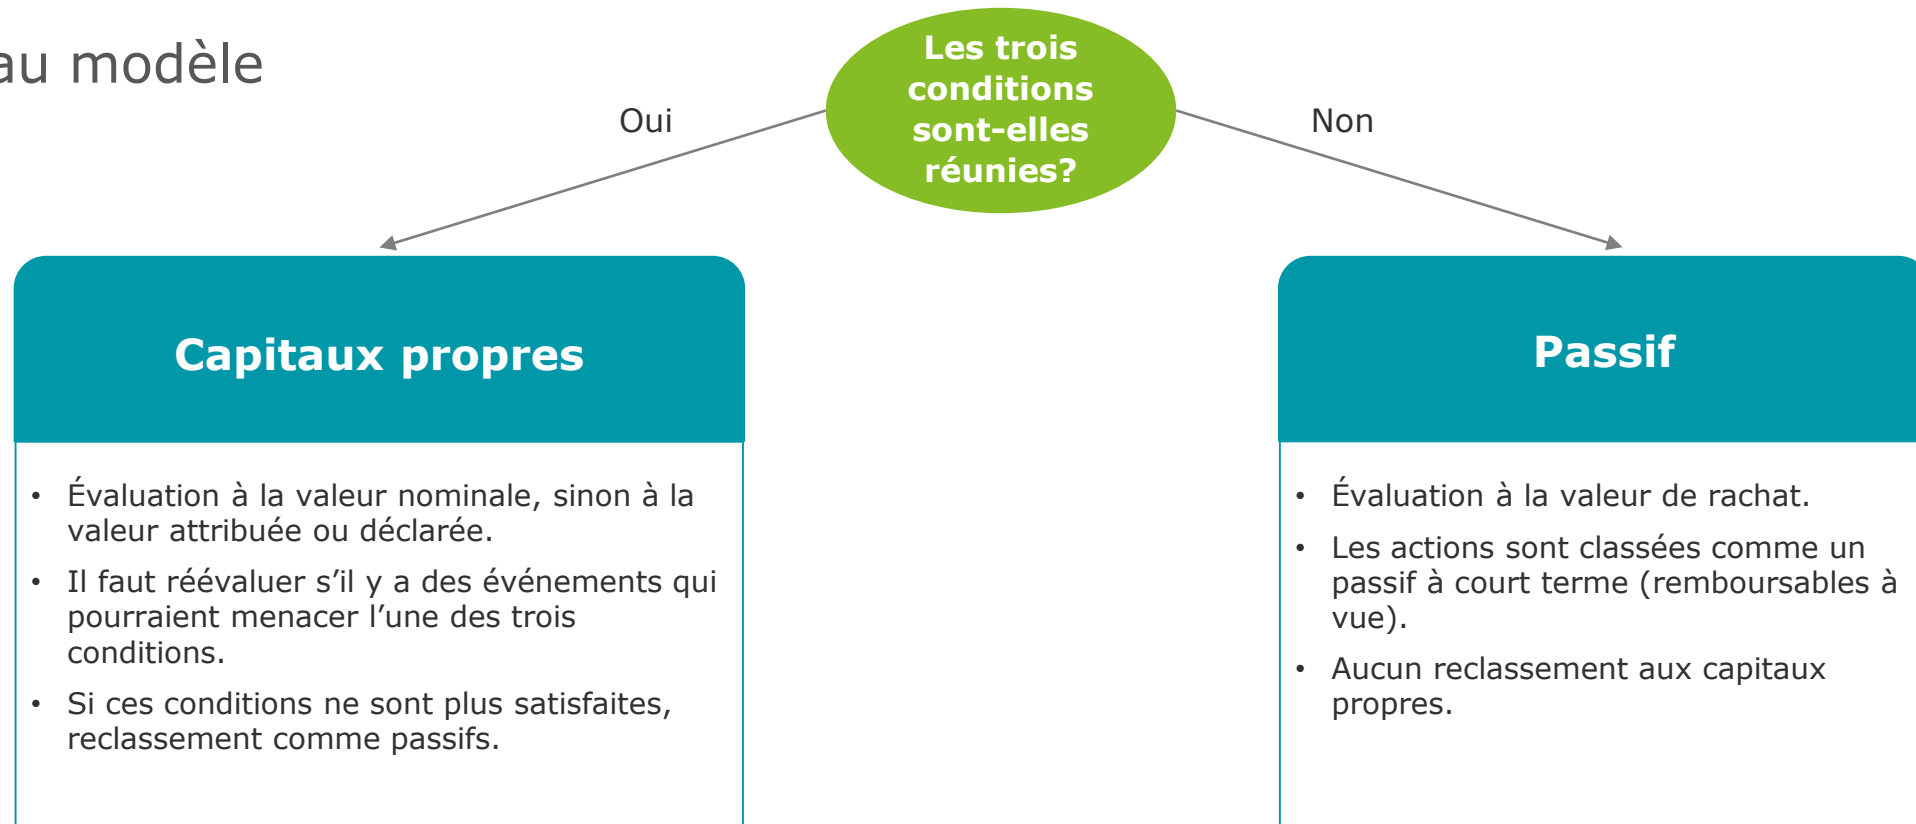 au modèle
Les trois
conditions
sont-elles
réunies?
Oui
Non
Capitaux propres
• Évaluation à la valeur nominale, sinon à la
valeur attribuée ou déclarée.
• Il faut réévaluer s’il y a des événements qui
pourraient menacer l’une des trois
conditions.
• Si ces conditions ne sont plus satisfaites,
reclassement comme passifs.
Passif
• Évaluation à la valeur de rachat.
• Les actions sont classées comme un
passif à court terme (remboursables à
vue).
• Aucun reclassement aux capitaux
propres.